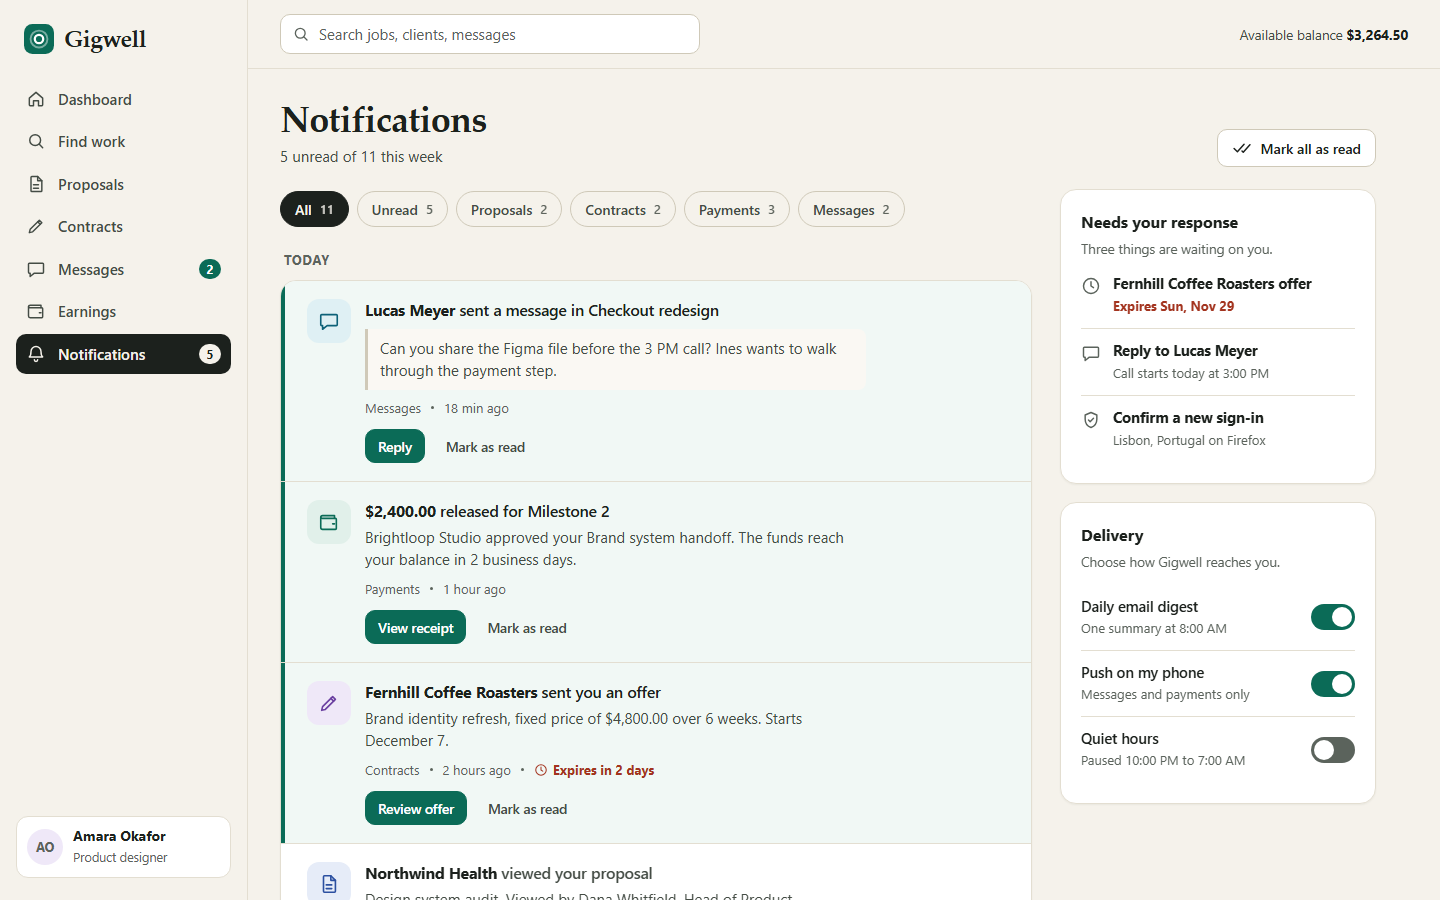 Gigwell
Dashboard
Find work
Proposals
Contracts
Messages 2
Earnings
Notifications 5
AO
Amara Okafor
Product designer
Search jobs, clients, messages
Available balance $3,264.50
Notifications
5 unread of 11 this week
Mark all as read
All 11
Unread 5
Proposals 2
Contracts 2
Payments 3
Messages 2
TODAY
Lucas Meyer sent a message in Checkout redesign
Can you share the Figma file before the 3 PM call? Ines wants to walk
through the payment step.
Messages • 18 min ago
Reply
Mark as read
$2,400.00 released for Milestone 2
Brightloop Studio approved your Brand system handoff. The funds reach
your balance in 2 business days.
Payments • 1 hour ago
View receipt
Mark as read
Fernhill Coffee Roasters sent you an offer
Brand identity refresh, fixed price of $4,800.00 over 6 weeks. Starts
December 7.
Contracts • 2 hours ago • Expires in 2 days
Review offer
Mark as read
Northwind Health viewed your proposal
Design system audit. Viewed by Dana Whitfield, Head of Product.
Needs your response
Three things are waiting on you.
Fernhill Coffee Roasters offer
Expires Sun, Nov 29
Reply to Lucas Meyer
Call starts today at 3:00 PM
Confirm a new sign-in
Lisbon, Portugal on Firefox
Delivery
Choose how Gigwell reaches you.
Daily email digest
One summary at 8:00 AM
Push on my phone
Messages and payments only
Quiet hours
Paused 10:00 PM to 7:00 AM